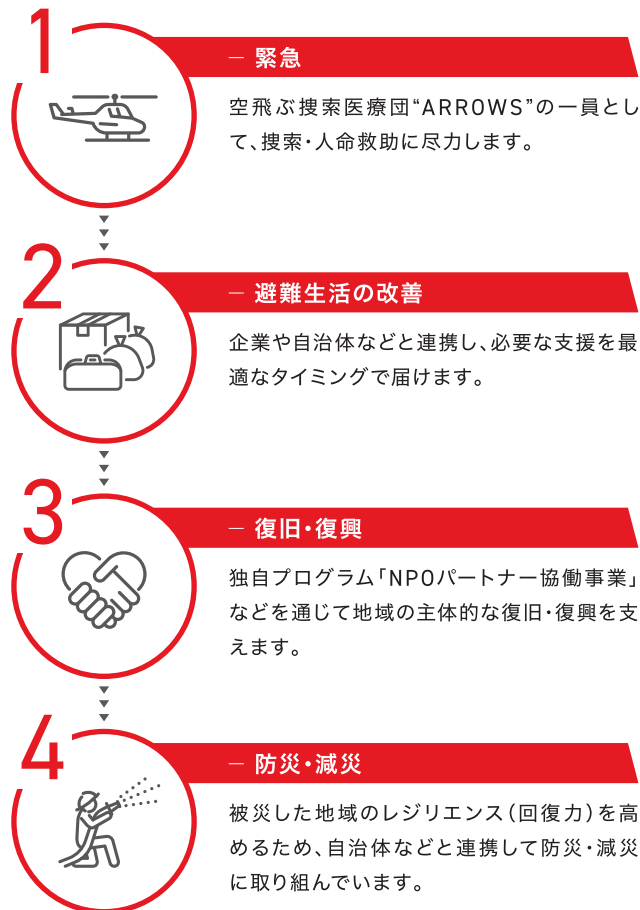 1
— 緊急
空飛ぶ捜索医療団“ARROWS”の一員とし
て、捜索・人命救助に尽力します。
2
— 避難生活の改善
企業や自治体などと連携し、必要な支援を最
適なタイミングで届けます。
3
— 復旧・復興
独自プログラム「NPOパートナー協働事業」
などを通じて地域の主体的な復旧・復興を支
えます。
4
— 防災・減災
被災した地域のレジリエンス(回復力)を高
めるため、自治体などと連携して防災・減災
に取り組んでいます。